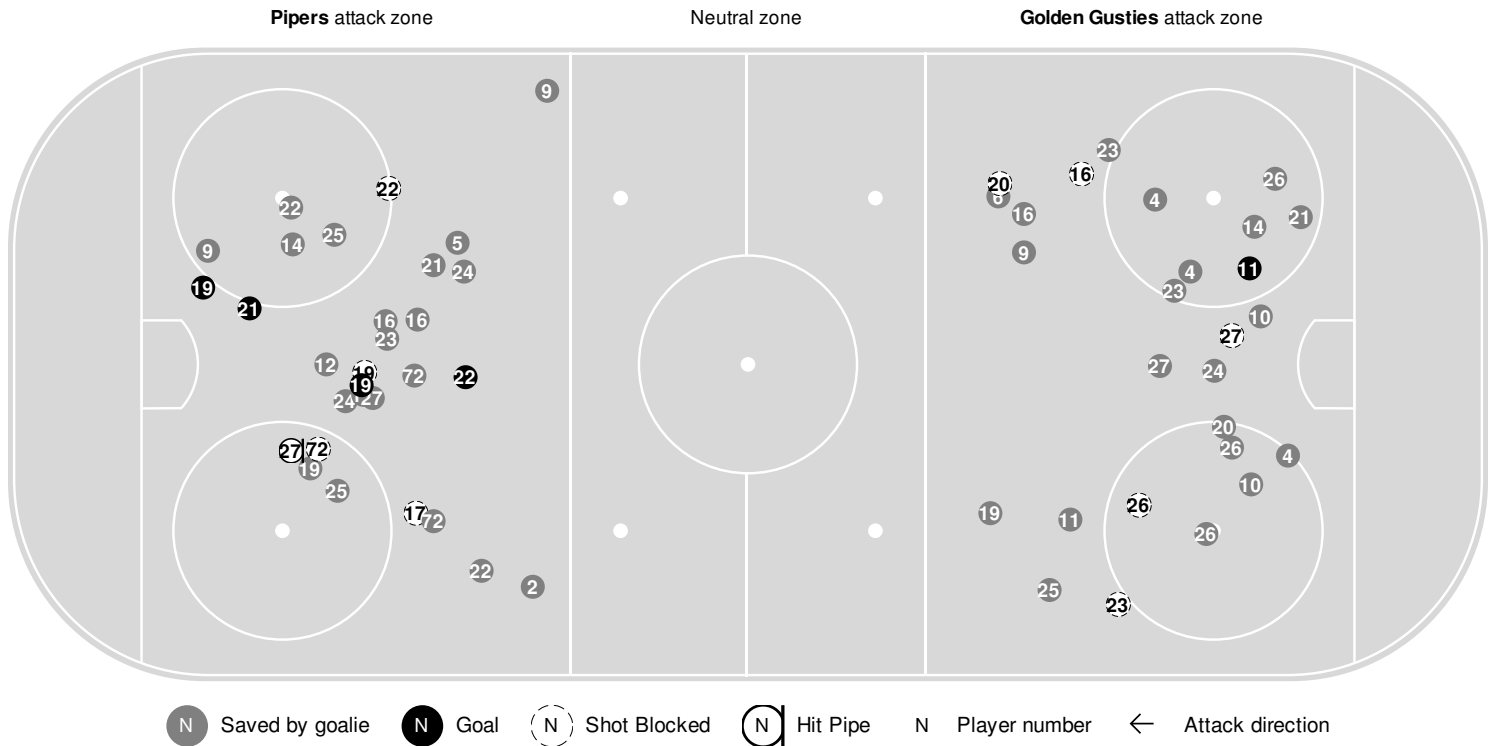 Pipers attack zone Neutral zone Golden Gusties attack zone
9
23
22 20 16 26
22 4
16 21
14 25 5 14
9 9
21 24 4 11
19 23
21 10
16 16
23 27
12 72 22 27 24
19
24 27
20
27 72 26 4
19
25 10
17 72 19 11 26
26
22
2 25 23
N Saved by goalie N Goal N Shot Blocked N Hit Pipe N Player number Attack direction